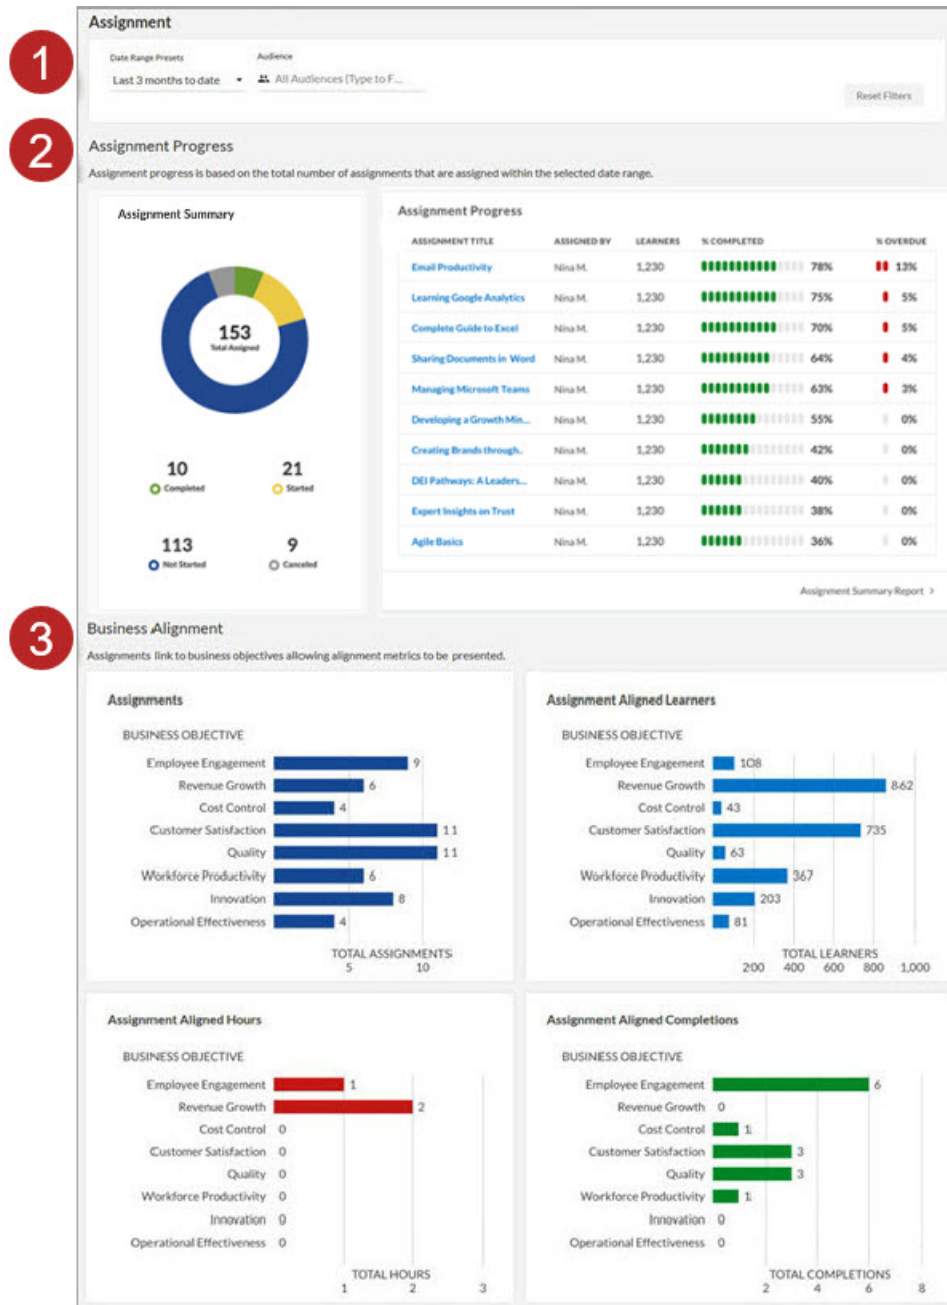 Assignment
1
Date Range Presets
Audience
Last 3 months to date
All Audiences (Type to F...
Reset Filters
2
Assignment Progress
Assignment progress is based on the total number of assignments that are assigned within the selected date range.
Assignment Summary
153
Total Assigned
10
Completed
21
Started
113
Not Started
9
Canceled
Assignment Progress
ASSIGNMENT TITLE ASSIGNED BY LEARNERS % COMPLETED % OVERDUE
Email Productivity Nina M. 1,230 78% 13%
Learning Google Analytics Nina M. 1,230 75% 5%
Complete Guide to Excel Nina M. 1,230 70% 5%
Sharing Documents in Word Nina M. 1,230 64% 4%
Managing Microsoft Teams Nina M. 1,230 63% 3%
Developing a Growth Min... Nina M. 1,230 55% 0%
Creating Brands through.. Nina M. 1,230 42% 0%
DEI Pathways: A Leaders... Nina M. 1,230 40% 0%
Expert Insights on Trust Nina M. 1,230 38% 0%
Agile Basics Nina M. 1,230 36% 0%
Assignment Summary Report >
3
Business Alignment
Assignments link to business objectives allowing alignment metrics to be presented.
Assignments
BUSINESS OBJECTIVE
Employee Engagement 9
Revenue Growth 6
Cost Control 4
Customer Satisfaction 11
Quality 11
Workforce Productivity 6
Innovation 8
Operational Effectiveness 4
TOTAL ASSIGNMENTS
5 10
Assignment Aligned Learners
BUSINESS OBJECTIVE
Employee Engagement 108
Revenue Growth 862
Cost Control 43
Customer Satisfaction 735
Quality 63
Workforce Productivity 367
Innovation 203
Operational Effectiveness 81
TOTAL LEARNERS
200 400 600 800 1,000
Assignment Aligned Hours
BUSINESS OBJECTIVE
Employee Engagement 1
Revenue Growth 2
Cost Control 0
Customer Satisfaction 0
Quality 0
Workforce Productivity 0
Innovation 0
Operational Effectiveness 0
TOTAL HOURS
1 2 3
Assignment Aligned Completions
BUSINESS OBJECTIVE
Employee Engagement 6
Revenue Growth 0
Cost Control 1
Customer Satisfaction 3
Quality 3
Workforce Productivity 1
Innovation 0
Operational Effectiveness 0
TOTAL COMPLETIONS
2 4 6 8